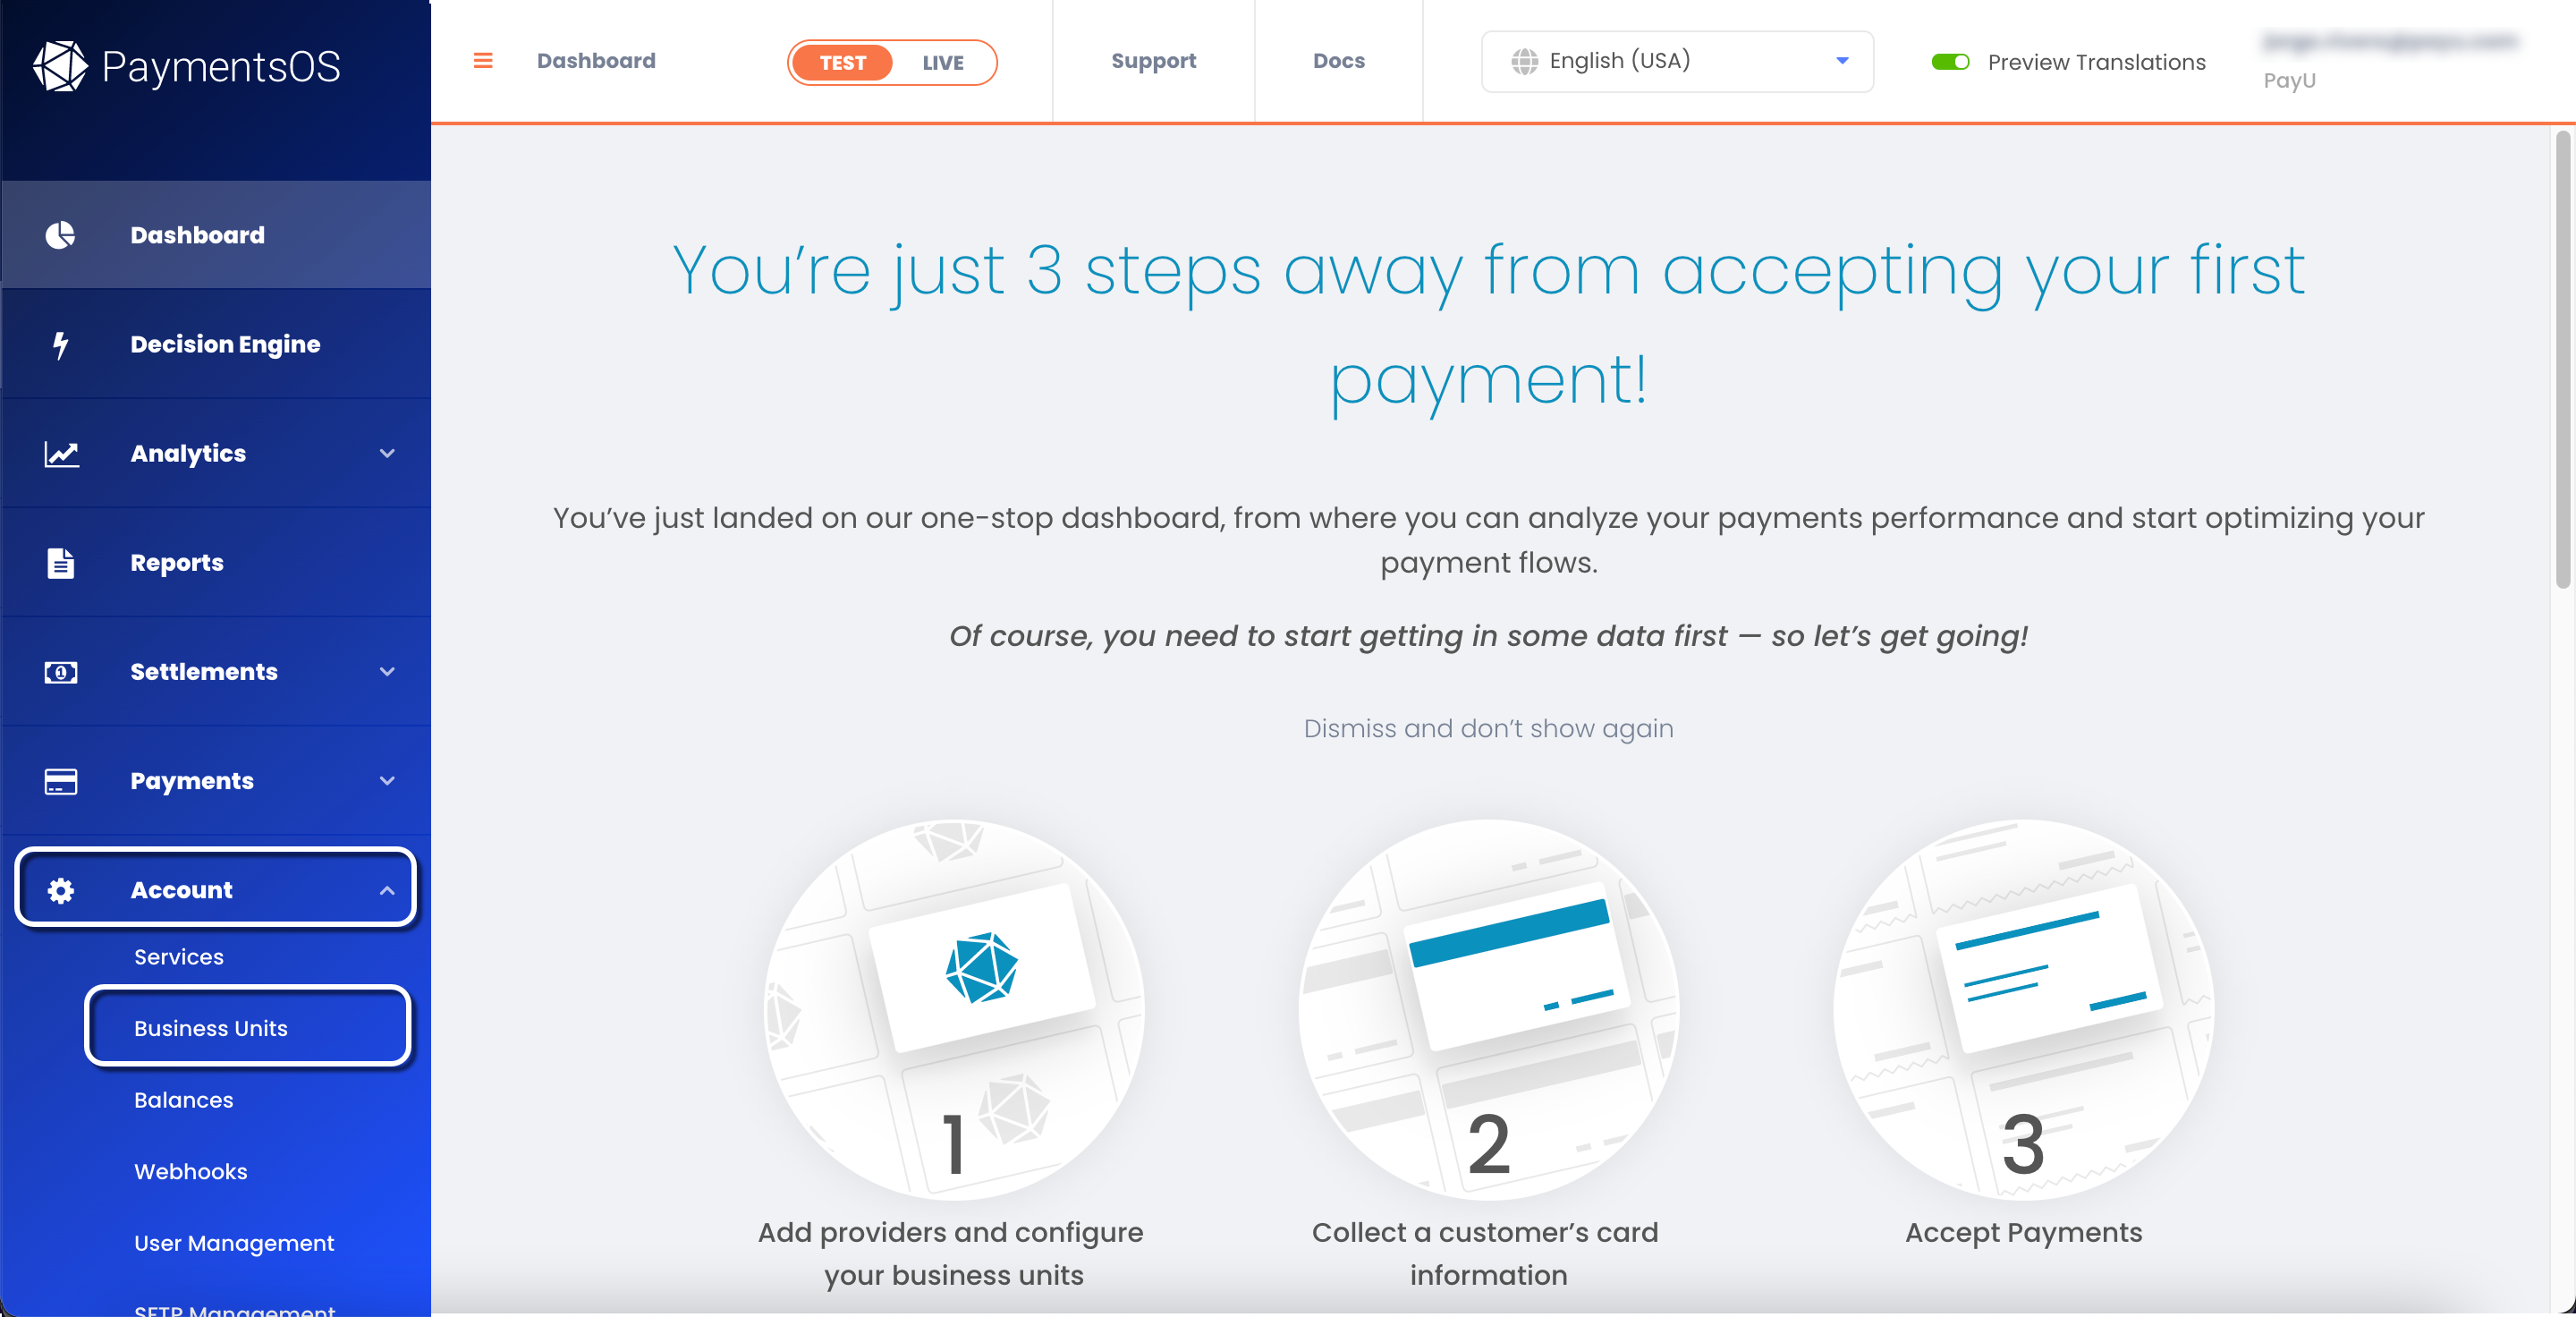 PaymentsOS
Dashboard
TEST LIVE
Support
Docs
English (USA)
Preview Translations
PayU
Dashboard
Decision Engine
Analytics
Reports
Settlements
Payments
Account
Services
Business Units
Balances
Webhooks
User Management
SFTP Management
You’re just 3 steps away from accepting your first
payment!
You’ve just landed on our one-stop dashboard, from where you can analyze your payments performance and start optimizing your
payment flows.
Of course, you need to start getting in some data first — so let’s get going!
Dismiss and don’t show again
1
Add providers and configure
your business units
2
Collect a customer’s card
information
3
Accept Payments